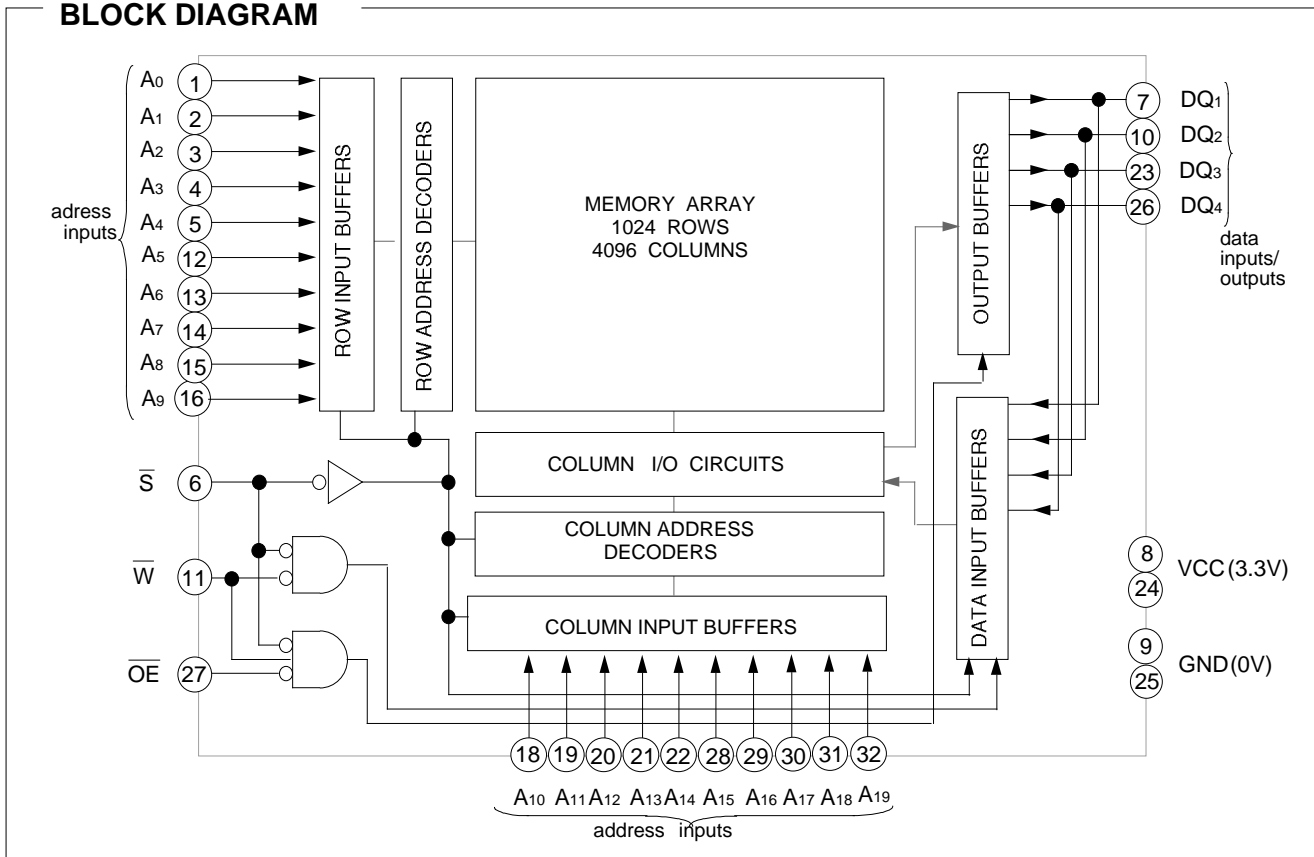 BLOCK DIAGRAM
A0 1
A1 2
A2 3
A3 4
A4 5
A5 12
A6 13
A7 14
A8 15
A9 16
adress
inputs
ROW INPUT BUFFERS
ROW ADDRESS DECODERS
MEMORY ARRAY
1024 ROWS
4096 COLUMNS
OUTPUT BUFFERS
7 DQ1
10 DQ2
23 DQ3
26 DQ4
data
inputs/
outputs
S̅ 6
W̅ 11
O̅E̅ 27
COLUMN I/O CIRCUITS
COLUMN ADDRESS
DECODERS
COLUMN INPUT BUFFERS
DATA INPUT BUFFERS
8
24
VCC(3.3V)
9
25
GND(0V)
18 19 20 21 22 28 29 30 31 32
A10 A11 A12 A13 A14 A15 A16 A17 A18 A19
address inputs